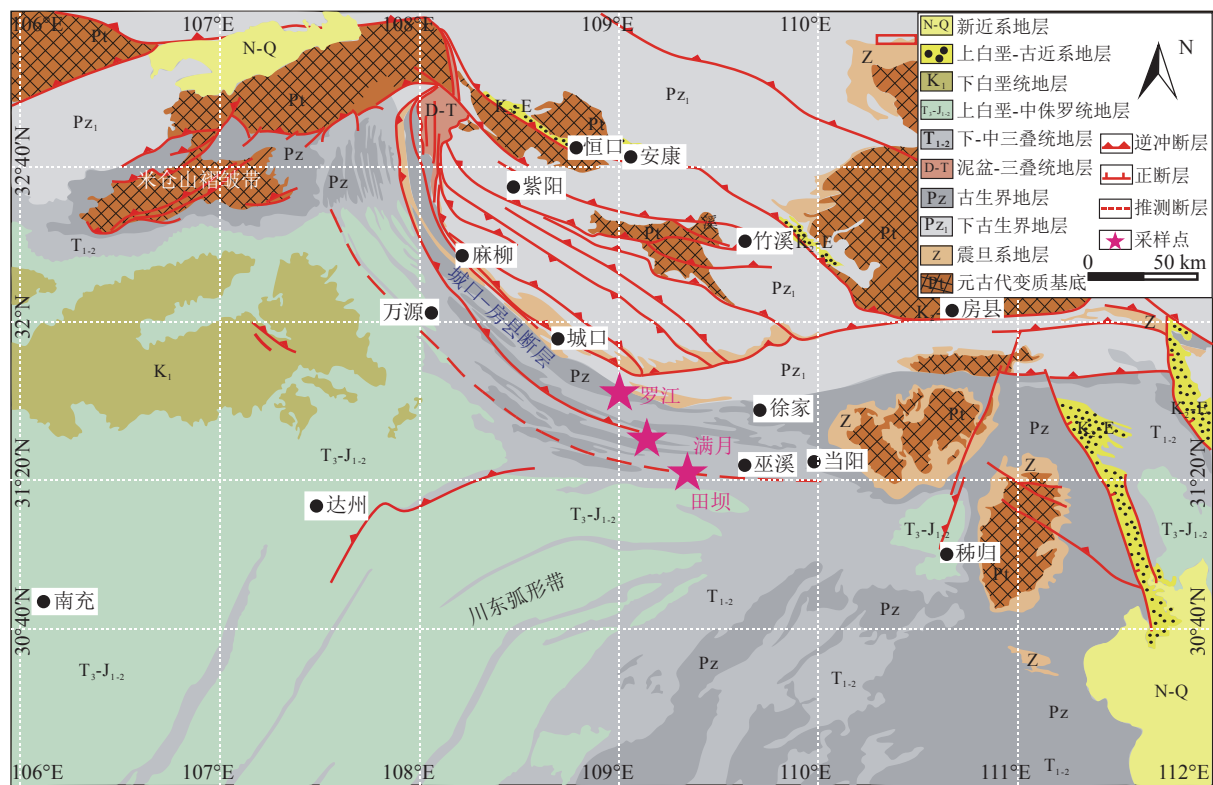 106°E
107°E
108°E
109°E
110°E
Pt
N-Q
Z
N
Pz₁
Pt
D-T
K₂-E
Pt
Pz₁
恒口
安康
32°40′N
Pz
Pz
米仓山褶皱带
紫阳
T₁₋₂
Pt
竹溪
K₂-E
Pt
麻柳
Pz₁
万源
城口-房县断层
32°N
城口
房县
Z
K₁
Pz
Pz₁
罗江
徐家
Z
Pt
Pz
K₂-E
K₂-E
T₁₋₂
T₃-J₁₋₂
满月
巫溪
当阳
Z
31°20′N
31°20′N
田坝
达州
T₃-J₁₋₂
T₃-J₁₋₂
T₃-J₁₋₂
秭归
Pt
南充
川东弧形带
T₁₋₂
Pz
30°40′N
30°40′N
Pz
T₁₋₂
Z
T₃-J₁₋₂
Pz
N-Q
T₁₋₂
106°E
107°E
108°E
109°E
110°E
111°E
112°E
N-Q 新近系地层
上白垩-古近系地层
K₁ 下白垩统地层
T₃-J₁₋₂ 上白垩-中侏罗统地层
T₁₋₂ 下-中三叠统地层
D-T 泥盆-三叠统地层
Pz 古生界地层
Pz₁ 下古生界地层
Z 震旦系地层
Pt 元古代变质基底
逆冲断层
正断层
推测断层
采样点
0 50 km